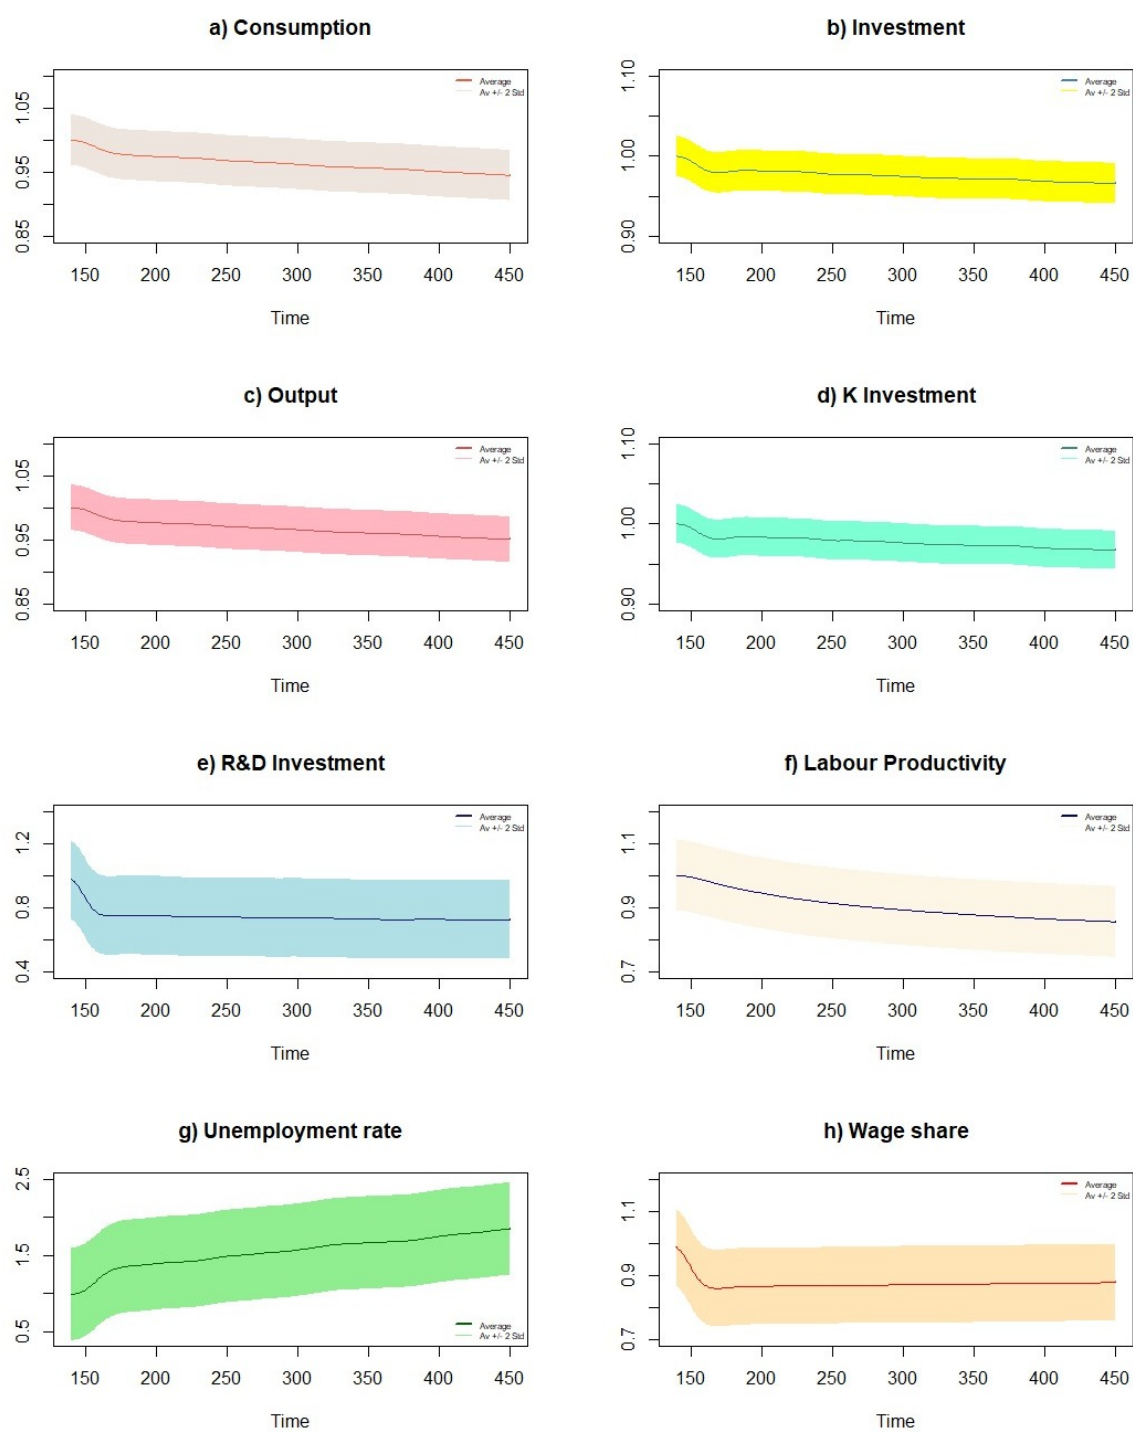 a) Consumption
Average
Av +/- 2 Std
0.85 0.95 1.05
150 200 250 300 350 400 450
Time
b) Investment
Average
Av +/- 2 Std
0.90 1.00 1.10
150 200 250 300 350 400 450
Time
c) Output
Average
Av +/- 2 Std
0.85 0.95 1.05
150 200 250 300 350 400 450
Time
d) K Investment
Average
Av +/- 2 Std
0.90 1.00 1.10
150 200 250 300 350 400 450
Time
e) R&D Investment
Average
Av +/- 2 Std
0.4 0.8 1.2
150 200 250 300 350 400 450
Time
f) Labour Productivity
Average
Av +/- 2 Std
0.7 0.9 1.1
150 200 250 300 350 400 450
Time
g) Unemployment rate
0.5 1.5 2.5
Average
Av +/- 2 Std
150 200 250 300 350 400 450
Time
h) Wage share
Average
Av +/- 2 Std
0.7 0.9 1.1
150 200 250 300 350 400 450
Time